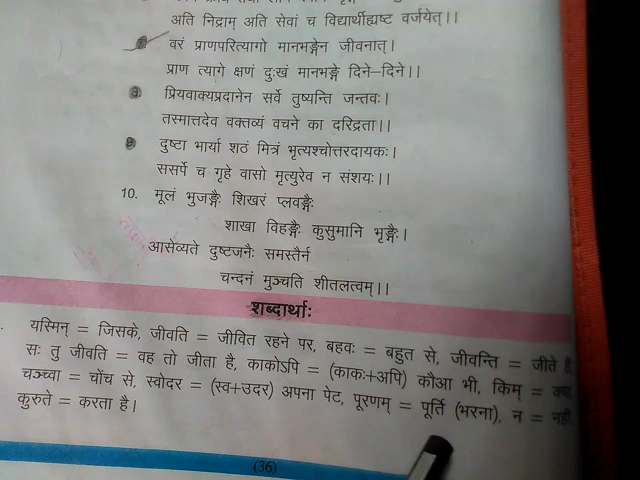 अति निद्राम् अति सेवां च विद्यार्थीह्यष्ट वर्जयेत्।।
वरं प्राणपरित्यागो मानभङ्गेन जीवनात्।
प्राण त्यागे क्षणं दुःखं मानभङ्गे दिने–दिने।।
प्रियवाक्यप्रदानेन सर्वे तुष्यन्ति जन्तवः।
तस्मात्तदेव वक्तव्यं वचने का दरिद्रता।।
दुष्टा भार्या शठं मित्रं भृत्यश्चोत्तरदायकः।
ससर्पे च गृहे वासो मृत्युरेव न संशयः।।
10. मूलं भुजङ्गैः शिखरं प्लवङ्गैः
शाखा विहङ्गैः कुसुमानि भृङ्गैः।
आसेव्यते दुष्टजनैः समस्तैर्न
चन्दनं मुञ्चति शीतलत्वम्।।
शब्दार्थाः
यस्मिन् = जिसके, जीवति = जीवित रहने पर, बहवः = बहुत से, जीवन्ति = जीते
सः तु जीवति = वह तो जीता है, काकोऽपि = (काकः+अपि) कौआ भी, किम् =
चञ्च्वा = चोंच से, स्वोदर = (स्व+उदर) अपना पेट, पूरणम् = पूर्ति (भरना), न =
कुरुते = करता है।
(36)